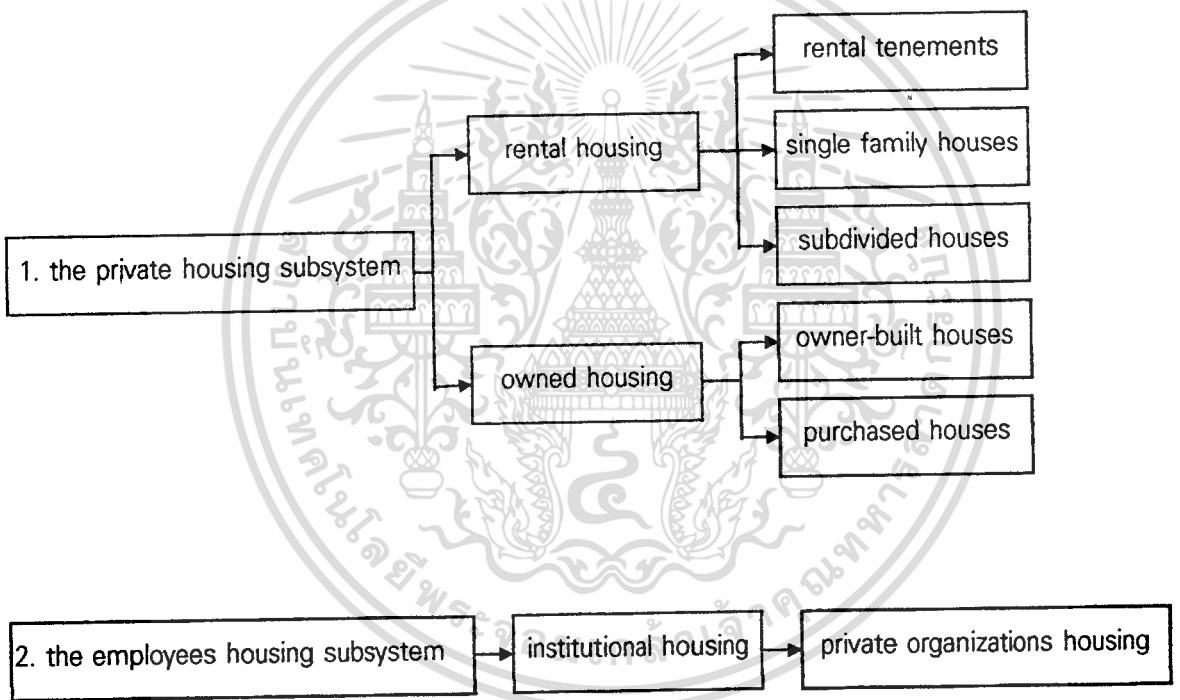 rental tenements
rental housing
single family houses
subdivided houses
1. the private housing subsystem
owner-built houses
owned housing
purchased houses
2. the employees housing subsystem
institutional housing
private organizations housing